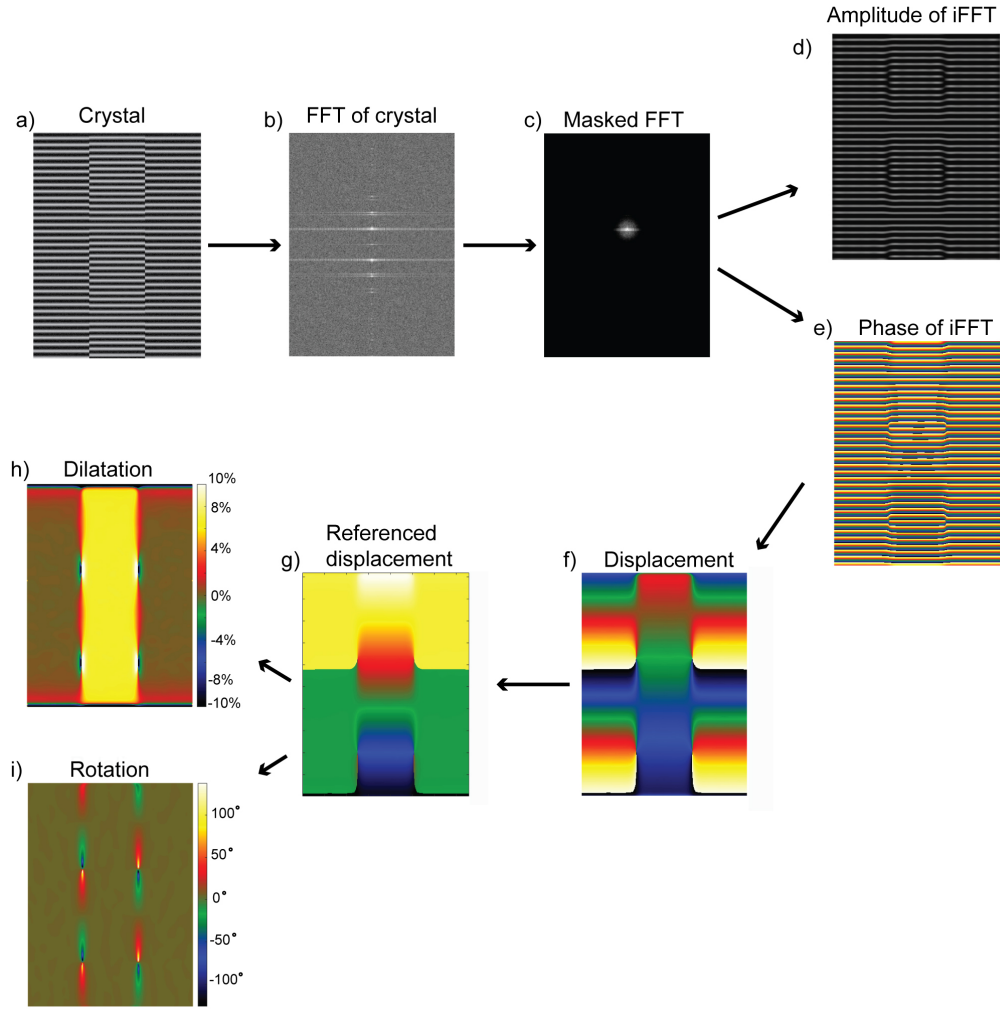 a) Crystal
b) FFT of crystal
c) Masked FFT
Amplitude of iFFT
d)
e) Phase of iFFT
f) Displacement
Referenced
g) displacement
h) Dilatation
10%
8%
4%
0%
-4%
-8%
-10%
i) Rotation
100°
50°
0°
-50°
-100°